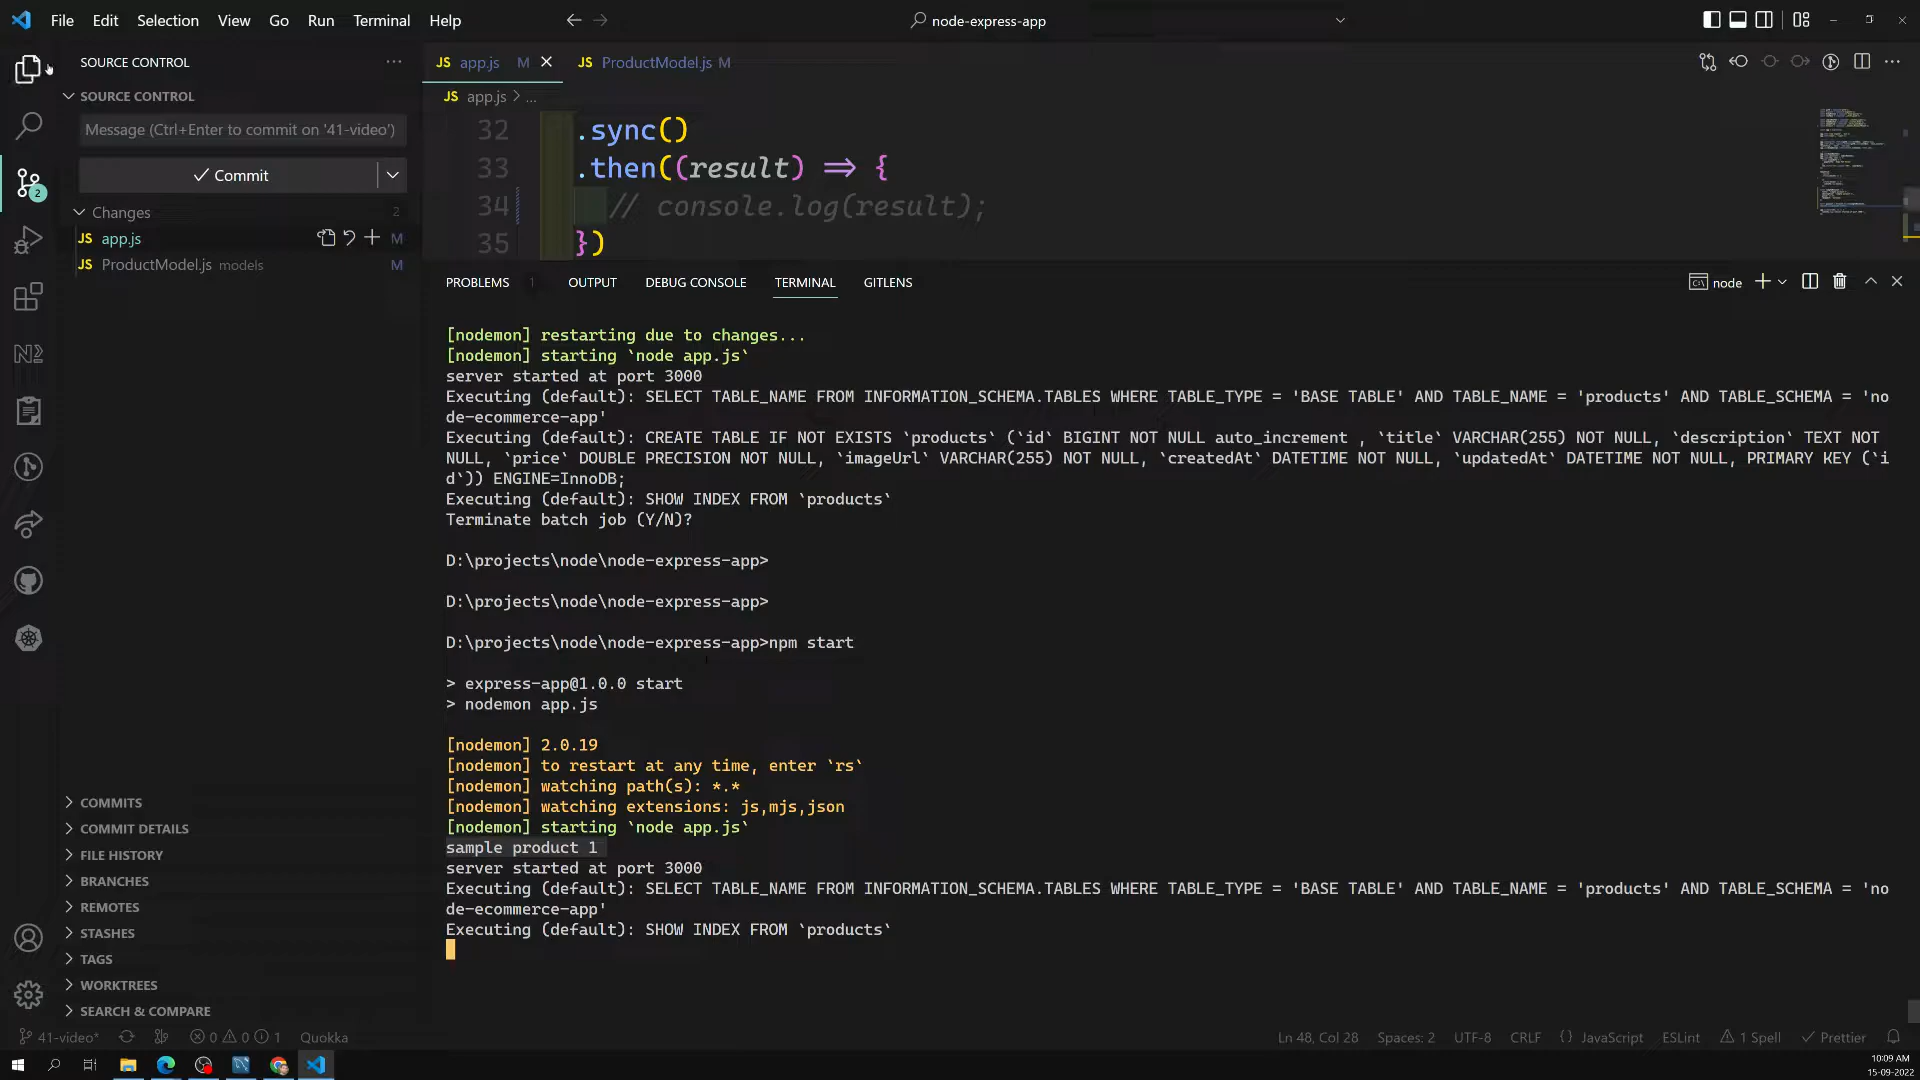 File Edit Selection View Go Run Terminal Help
node-express-app
SOURCE CONTROL
SOURCE CONTROL
Message (Ctrl+Enter to commit on '41-video')
Commit
Changes 2
JS app.js M
JS ProductModel.js models M
COMMITS
COMMIT DETAILS
FILE HISTORY
BRANCHES
REMOTES
STASHES
TAGS
WORKTREES
SEARCH & COMPARE
2
JS app.js M
JS ProductModel.js M
JS app.js > ...
32 .sync()
33 .then((result) => {
34 // console.log(result);
35 })
PROBLEMS 1 OUTPUT DEBUG CONSOLE TERMINAL GITLENS
node
[nodemon] restarting due to changes...
[nodemon] starting `node app.js`
server started at port 3000
Executing (default): SELECT TABLE_NAME FROM INFORMATION_SCHEMA.TABLES WHERE TABLE_TYPE = 'BASE TABLE' AND TABLE_NAME = 'products' AND TABLE_SCHEMA = 'no
de-ecommerce-app'
Executing (default): CREATE TABLE IF NOT EXISTS `products` (`id` BIGINT NOT NULL auto_increment , `title` VARCHAR(255) NOT NULL, `description` TEXT NOT
NULL, `price` DOUBLE PRECISION NOT NULL, `imageUrl` VARCHAR(255) NOT NULL, `createdAt` DATETIME NOT NULL, `updatedAt` DATETIME NOT NULL, PRIMARY KEY (`i
d`)) ENGINE=InnoDB;
Executing (default): SHOW INDEX FROM `products`
Terminate batch job (Y/N)?
D:\projects\node\node-express-app>
D:\projects\node\node-express-app>
D:\projects\node\node-express-app>npm start
> express-app@1.0.0 start
> nodemon app.js
[nodemon] 2.0.19
[nodemon] to restart at any time, enter `rs`
[nodemon] watching path(s): *.*
[nodemon] watching extensions: js,mjs,json
[nodemon] starting `node app.js`
sample product 1
server started at port 3000
Executing (default): SELECT TABLE_NAME FROM INFORMATION_SCHEMA.TABLES WHERE TABLE_TYPE = 'BASE TABLE' AND TABLE_NAME = 'products' AND TABLE_SCHEMA = 'no
de-ecommerce-app'
Executing (default): SHOW INDEX FROM `products`
41-video* 0 0 1 Quokka Ln 48, Col 28 Spaces: 2 UTF-8 CRLF {} JavaScript ESLint 1 Spell Prettier
10:09 AM
15-09-2022